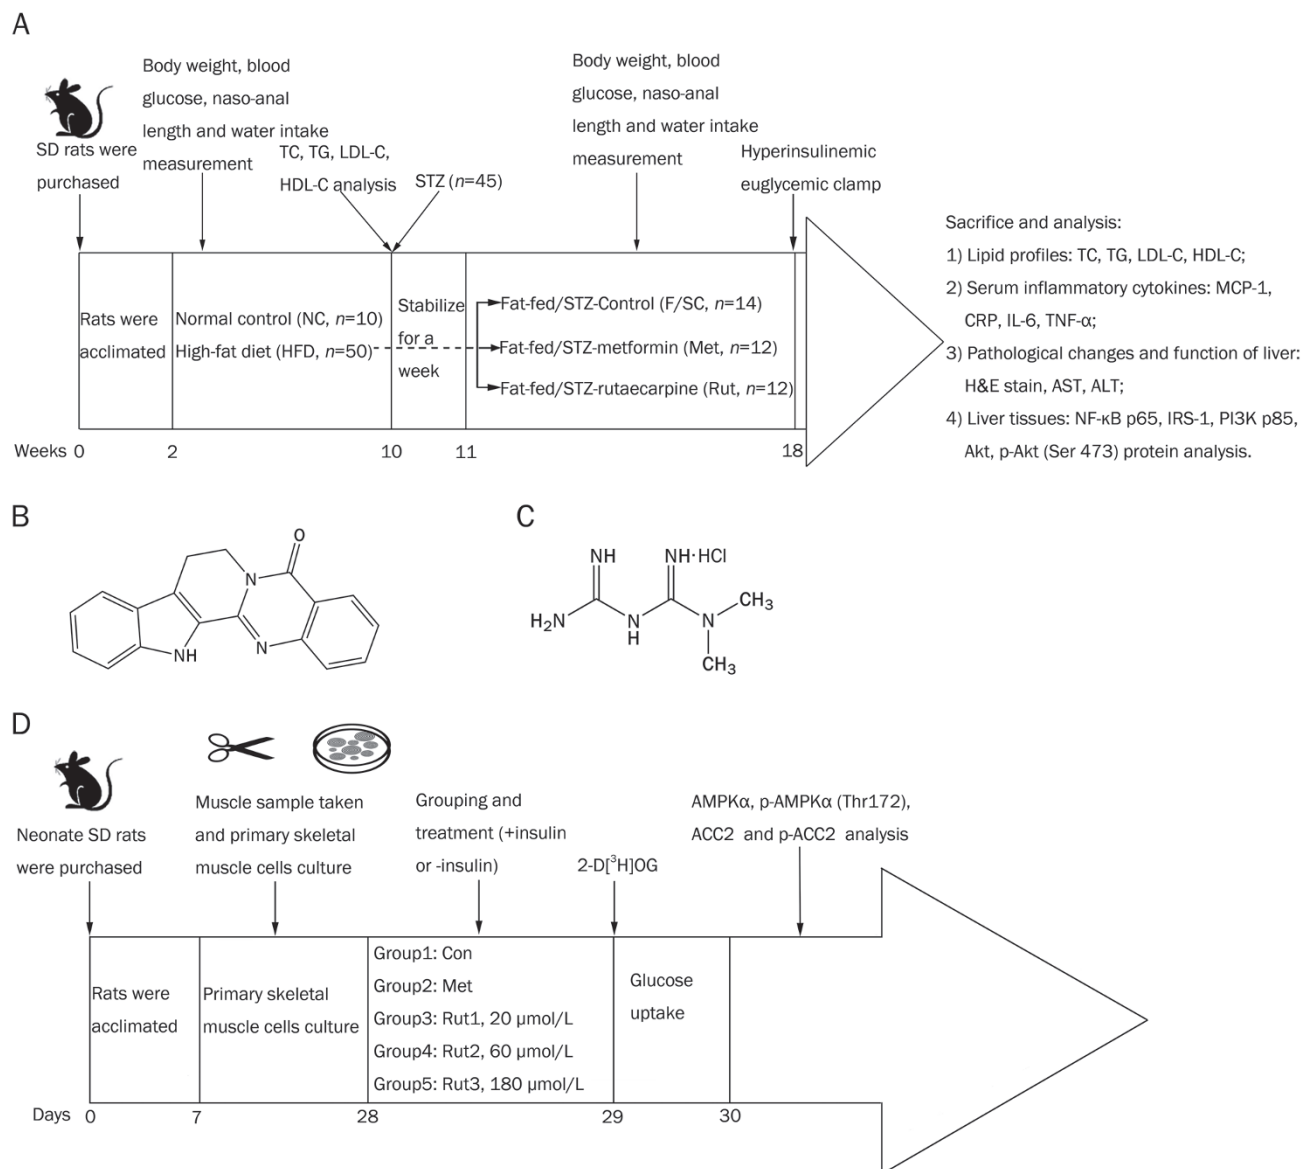 A
SD rats were
purchased
Body weight, blood
glucose, naso-anal
length and water intake
measurement
TC, TG, LDL-C,
HDL-C analysis
STZ (n=45)
Body weight, blood
glucose, naso-anal
length and water intake
measurement
Hyperinsulinemic
euglycemic clamp
Rats were
acclimated
Normal control (NC, n=10)
High-fat diet (HFD, n=50)
Stabilize
for a
week
Fat-fed/STZ-Control (F/SC, n=14)
Fat-fed/STZ-metformin (Met, n=12)
Fat-fed/STZ-rutaecarpine (Rut, n=12)
Weeks 0 2 10 11 18
Sacrifice and analysis:
1) Lipid profiles: TC, TG, LDL-C, HDL-C;
2) Serum inflammatory cytokines: MCP-1,
CRP, IL-6, TNF-α;
3) Pathological changes and function of liver:
H&E stain, AST, ALT;
4) Liver tissues: NF-κB p65, IRS-1, PI3K p85,
Akt, p-Akt (Ser 473) protein analysis.
B
O
N
N
NH
C
NH
NH·HCl
H₂N
N
H
N
CH₃
CH₃
D
Neonate SD rats
were purchased
Muscle sample taken
and primary skeletal
muscle cells culture
Grouping and
treatment (+insulin
or -insulin)
2-D[³H]OG
AMPKα, p-AMPKα (Thr172),
ACC2 and p-ACC2 analysis
Rats were
acclimated
Primary skeletal
muscle cells culture
Group1: Con
Group2: Met
Group3: Rut1, 20 μmol/L
Group4: Rut2, 60 μmol/L
Group5: Rut3, 180 μmol/L
Glucose
uptake
Days 0 7 28 29 30